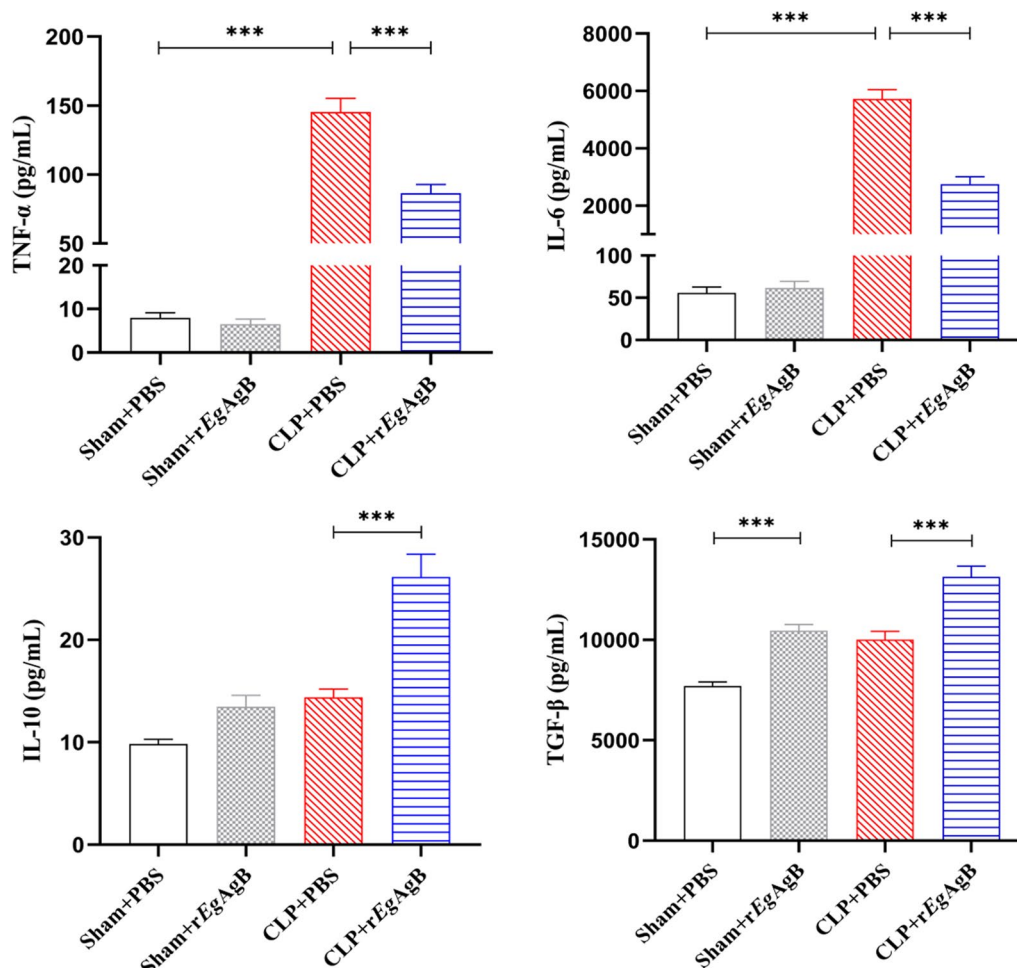 *** ***
TNF-α (pg/mL)
200
150
100
50
20
10
0
Sham+PBS
Sham+rEgAgB
CLP+PBS
CLP+rEgAgB
*** ***
IL-6 (pg/mL)
8000
6000
4000
2000
100
50
0
Sham+PBS
Sham+rEgAgB
CLP+PBS
CLP+rEgAgB
***
IL-10 (pg/mL)
30
20
10
0
Sham+PBS
Sham+rEgAgB
CLP+PBS
CLP+rEgAgB
*** ***
TGF-β (pg/mL)
15000
10000
5000
0
Sham+PBS
Sham+rEgAgB
CLP+PBS
CLP+rEgAgB